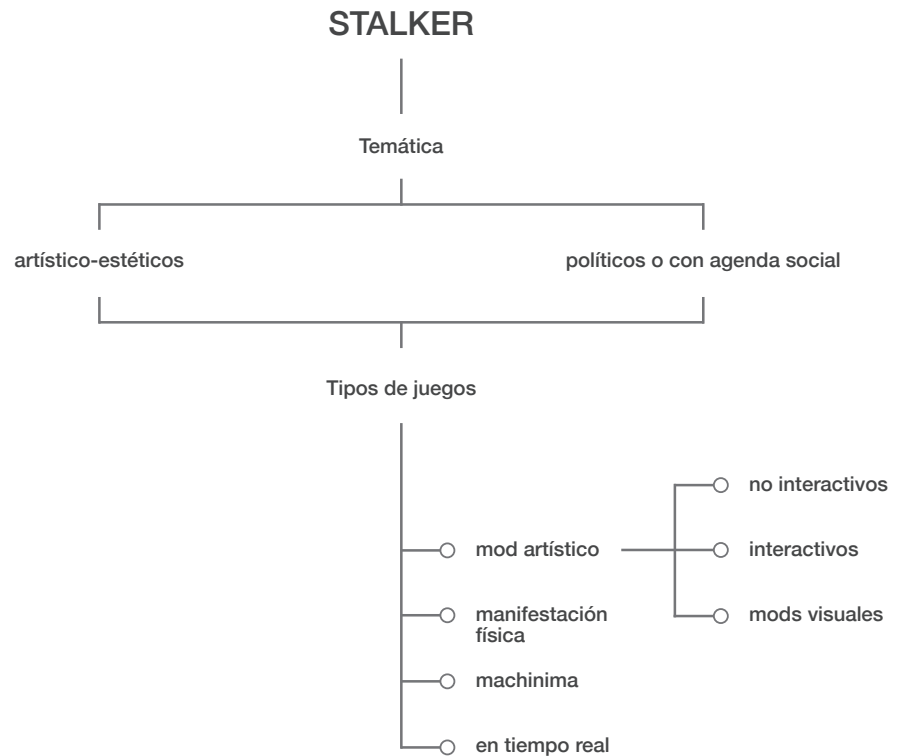 STALKER
Temática
artístico-estéticos
políticos o con agenda social
Tipos de juegos
no interactivos
mod artístico
interactivos
manifestación
física
mods visuales
machinima
en tiempo real